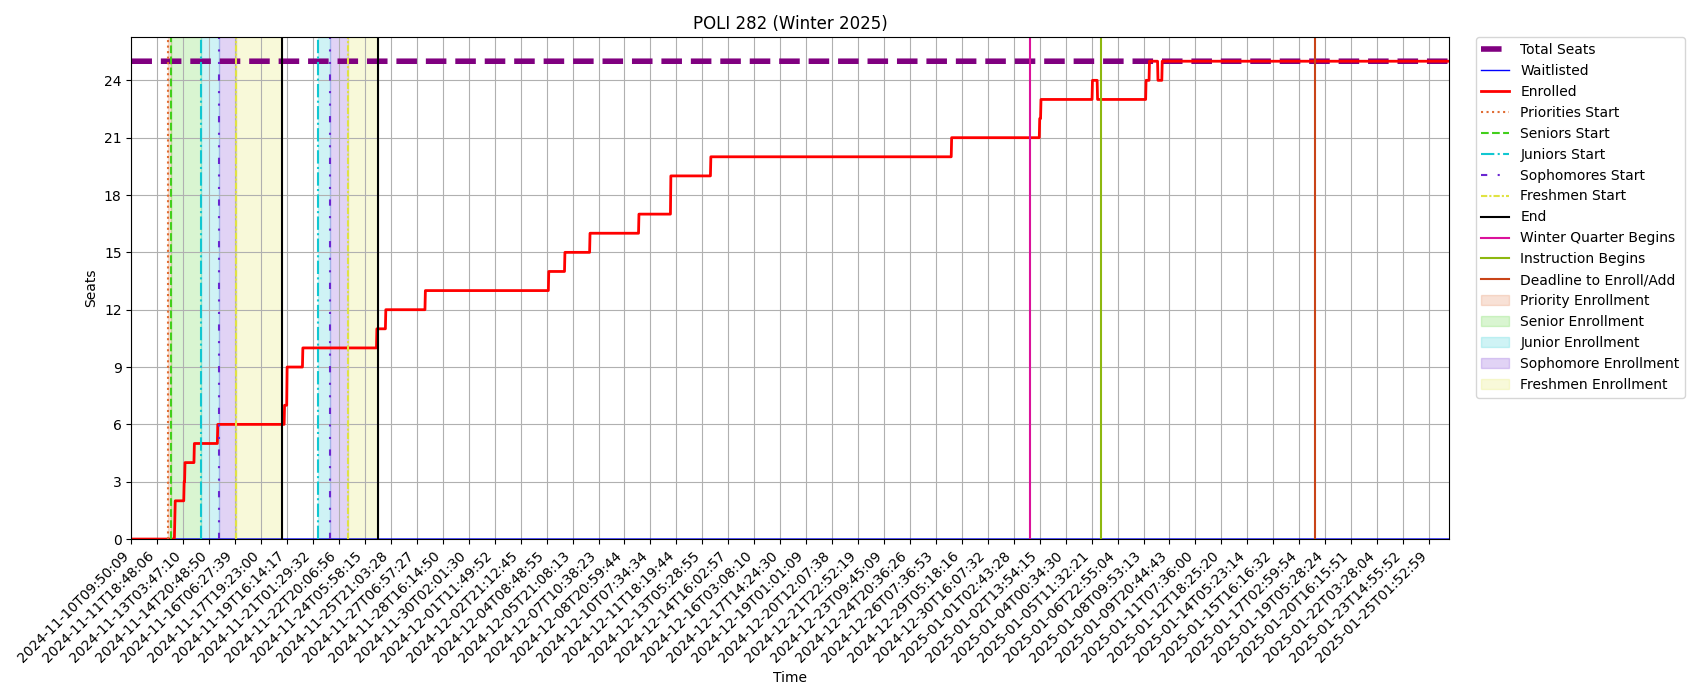 POLI 282 (Winter 2025)
Seats
24
21
18
15
12
9
6
3
0
2024-11-10T09:50:09
2024-11-11T18:48:06
2024-11-13T03:47:10
2024-11-14T20:48:50
2024-11-16T06:27:39
2024-11-17T19:23:00
2024-11-19T16:14:17
2024-11-21T01:29:32
2024-11-22T20:06:56
2024-11-24T05:58:15
2024-11-25T21:03:28
2024-11-27T06:57:27
2024-11-28T16:14:50
2024-11-30T02:01:30
2024-12-01T11:49:52
2024-12-02T21:12:45
2024-12-04T08:48:55
2024-12-05T21:08:13
2024-12-07T10:38:23
2024-12-08T20:59:44
2024-12-10T07:34:34
2024-12-11T18:19:44
2024-12-13T05:28:55
2024-12-14T16:02:57
2024-12-16T03:08:10
2024-12-17T14:24:30
2024-12-19T01:01:09
2024-12-20T12:07:38
2024-12-21T22:52:19
2024-12-23T09:45:09
2024-12-24T20:36:26
2024-12-26T07:36:53
2024-12-29T05:18:16
2024-12-30T16:07:32
2025-01-01T02:43:28
2025-01-02T13:54:15
2025-01-04T00:34:30
2025-01-05T11:32:21
2025-01-06T22:55:04
2025-01-08T09:53:13
2025-01-09T20:44:43
2025-01-11T07:36:00
2025-01-12T18:25:20
2025-01-14T05:23:14
2025-01-15T16:16:32
2025-01-17T02:59:54
2025-01-19T05:28:24
2025-01-20T16:15:51
2025-01-22T03:28:04
2025-01-23T14:55:52
2025-01-25T01:52:59
Time
Total Seats
Waitlisted
Enrolled
Priorities Start
Seniors Start
Juniors Start
Sophomores Start
Freshmen Start
End
Winter Quarter Begins
Instruction Begins
Deadline to Enroll/Add
Priority Enrollment
Senior Enrollment
Junior Enrollment
Sophomore Enrollment
Freshmen Enrollment